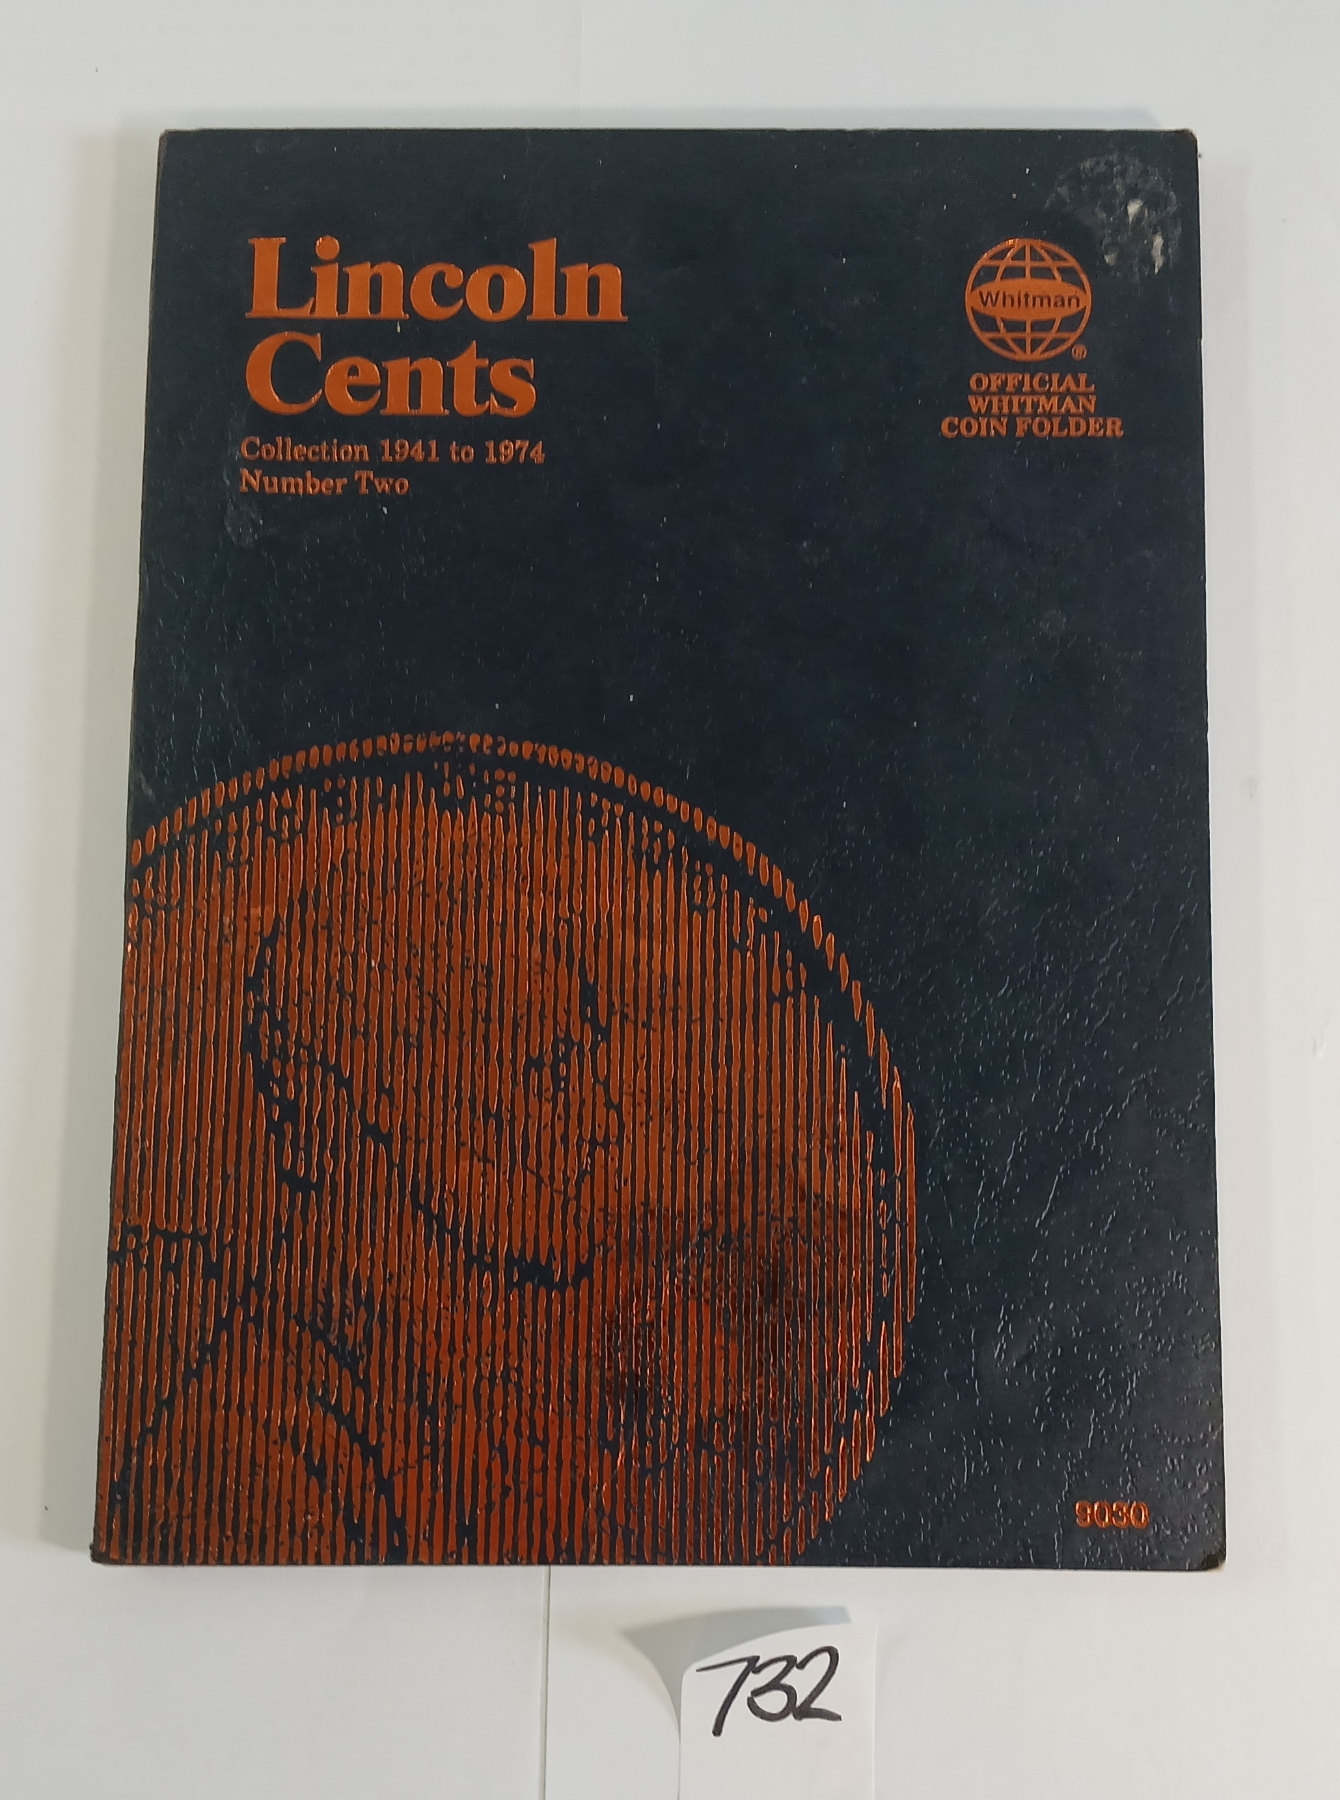 Lincoln
Cents
Collection 1941 to 1974
Number Two
Whitman
®
OFFICIAL
WHITMAN
COIN FOLDER
9030
732